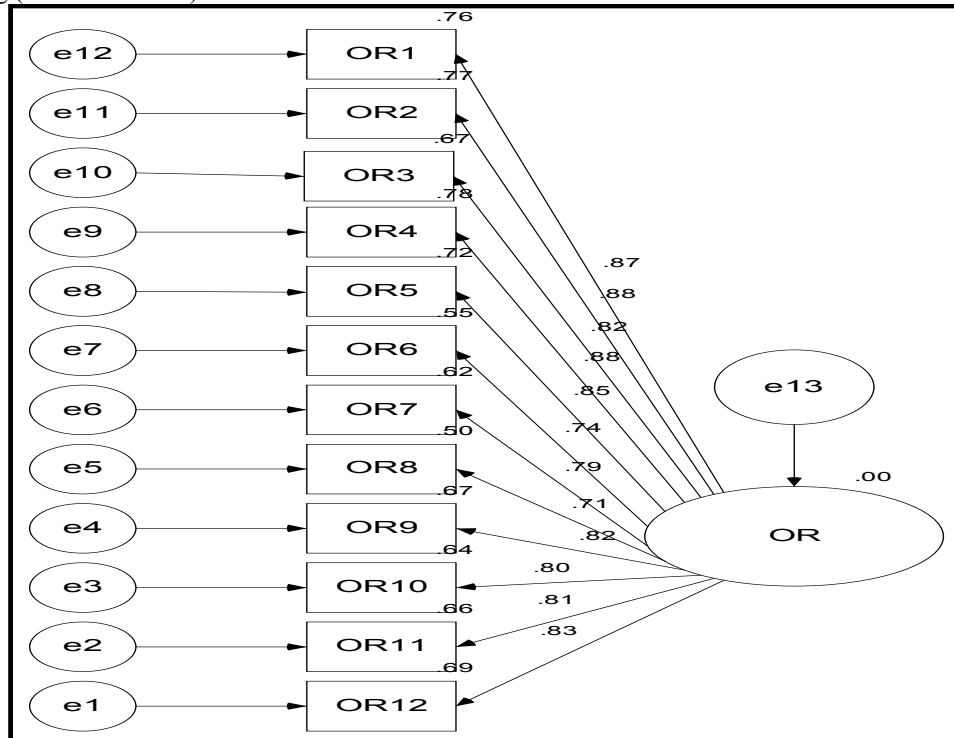 .76
e12 OR1
.77
e11 OR2
.67
e10 OR3
.78
e9 OR4
.72
.87
e8 OR5
.88
.55
.82
e7 OR6
.88
.62
e13
.85
e6 OR7
.74
.50
.79
e5 OR8
.00
.67
.71
e4 OR9
.82
OR
.64
.80
e3 OR10
.81
.66
.83
e2 OR11
.69
e1 OR12